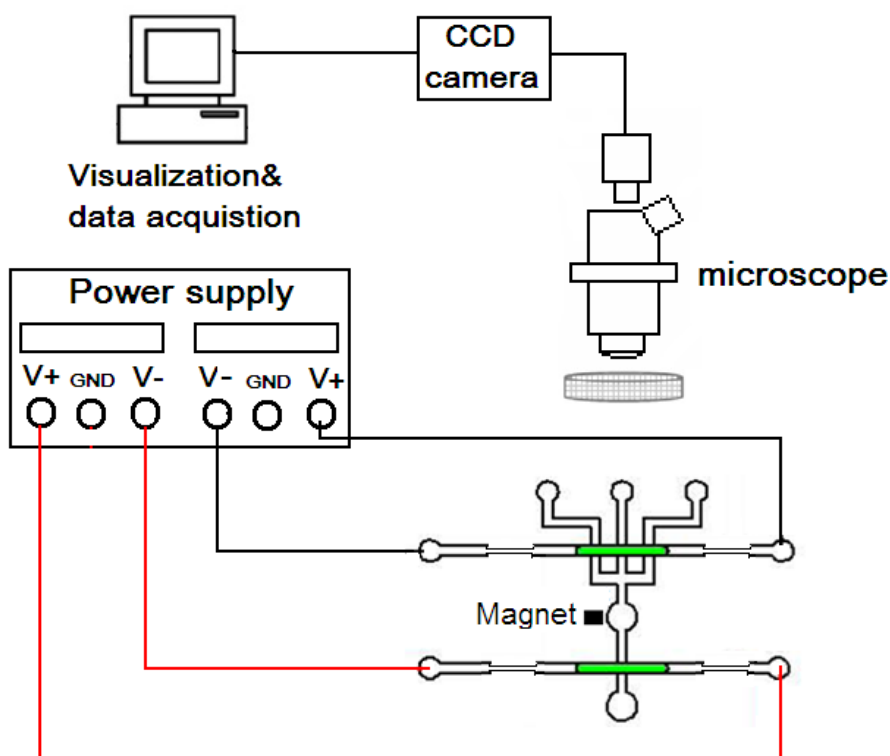 CCD
camera
Visualization&
data acquistion
microscope
Power supply
V+ GND V- V- GND V+
Magnet